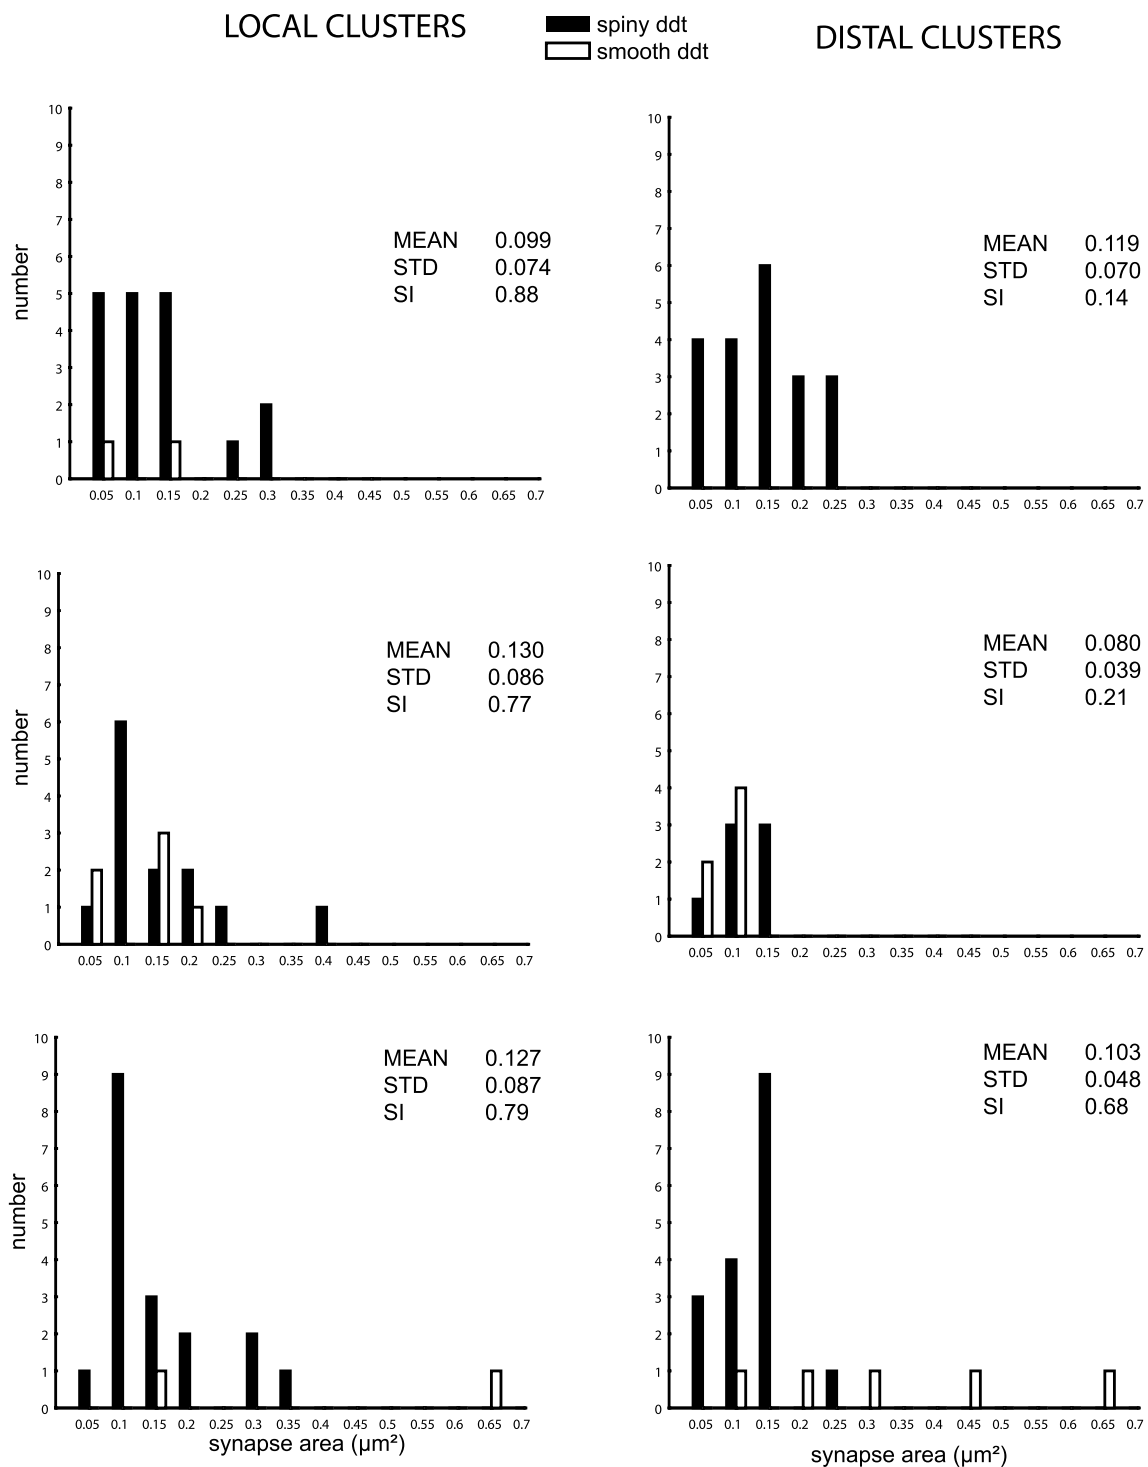 LOCAL CLUSTERS
spiny ddt
smooth ddt
DISTAL CLUSTERS
10
9
8
7
6
5
4
3
2
1
0
number
MEAN 0.099
STD 0.074
SI 0.88
0.05 0.1 0.15 0.2 0.25 0.3 0.35 0.4 0.45 0.5 0.55 0.6 0.65 0.7
10
9
8
7
6
5
4
3
2
1
0
MEAN 0.119
STD 0.070
SI 0.14
0.05 0.1 0.15 0.2 0.25 0.3 0.35 0.4 0.45 0.5 0.55 0.6 0.65 0.7
10
9
8
7
6
5
4
3
2
1
0
number
MEAN 0.130
STD 0.086
SI 0.77
0.05 0.1 0.15 0.2 0.25 0.3 0.35 0.4 0.45 0.5 0.55 0.6 0.65 0.7
10
9
8
7
6
5
4
3
2
1
0
MEAN 0.080
STD 0.039
SI 0.21
0.05 0.1 0.15 0.2 0.25 0.3 0.35 0.4 0.45 0.5 0.55 0.6 0.65 0.7
10
9
8
7
6
5
4
3
2
1
0
number
MEAN 0.127
STD 0.087
SI 0.79
0.05 0.1 0.15 0.2 0.25 0.3 0.35 0.4 0.45 0.5 0.55 0.6 0.65 0.7
synapse area (µm²)
10
9
8
7
6
5
4
3
2
1
0
MEAN 0.103
STD 0.048
SI 0.68
0.05 0.1 0.15 0.2 0.25 0.3 0.35 0.4 0.45 0.5 0.55 0.6 0.65 0.7
synapse area (µm²)